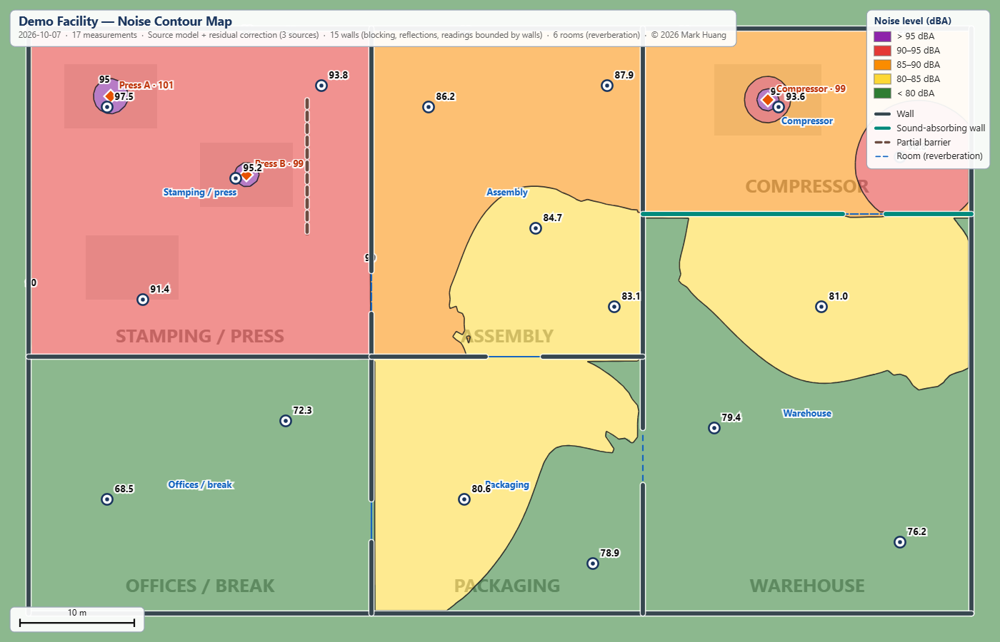 Demo Facility — Noise Contour Map
2026-10-07 · 17 measurements · Source model + residual correction (3 sources) · 15 walls (blocking, reflections, readings bounded by walls) · 6 rooms (reverberation) · © 2026 Mark Huang
Noise level (dBA)
> 95 dBA
90–95 dBA
85–90 dBA
80–85 dBA
< 80 dBA
Wall
Sound-absorbing wall
Partial barrier
Room (reverberation)
95
Press A · 101
97.5
93.8
Press B · 99
95.2
Stamping / press
91.4
STAMPING / PRESS
86.2
87.9
Assembly
84.7
83.1
ASSEMBLY
Compressor · 99
93.6
Compressor
COMPRESSOR
81.0
72.3
68.5
Offices / break
OFFICES / BREAK
80.6
Packaging
78.9
PACKAGING
79.4
Warehouse
76.2
WAREHOUSE
10 m